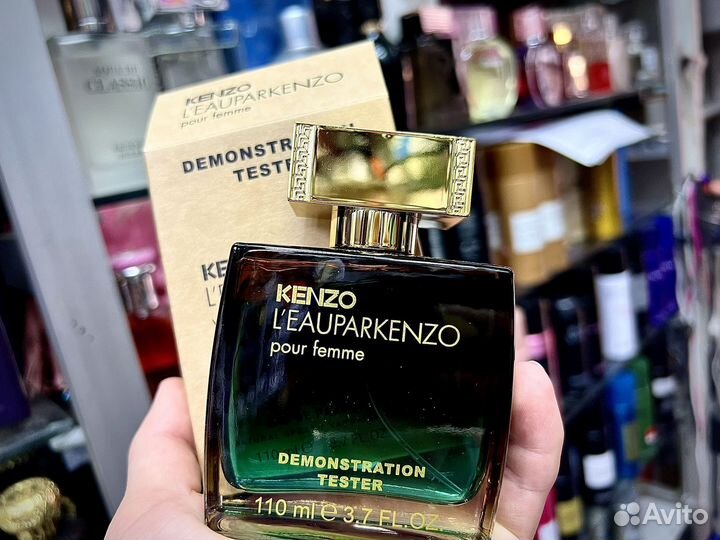 KENZO
L'EAUPARKENZO
pour femme
DEMONSTRATION
TESTER
KENZO
L'EAUPARKENZO
pour femme
DEMONSTRATION
TESTER
110 ml e 3.7 FL.OZ
CLASSIC
Avito